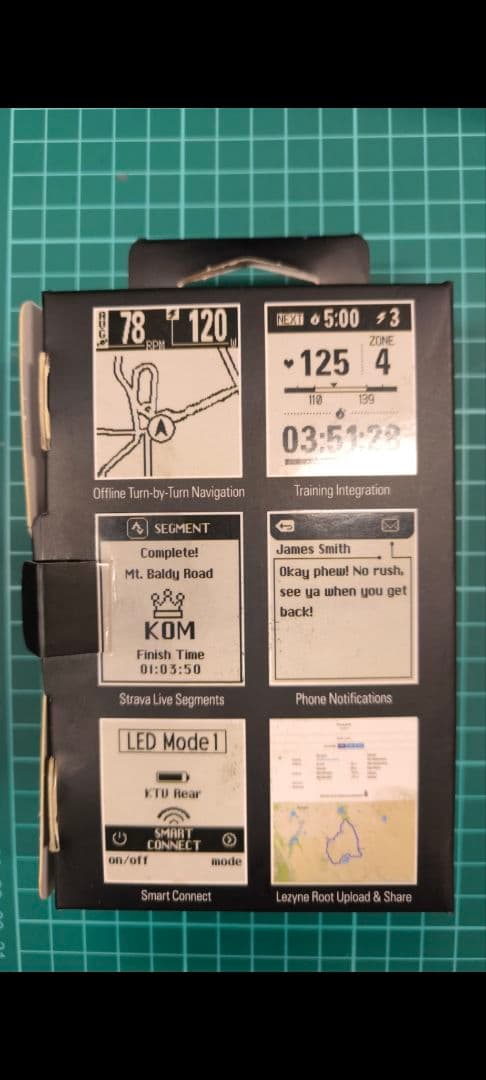 AVG 78 RPM 120 W
Offline Turn-by-Turn Navigation
NEXT 5:00 3
ZONE
125 4
110 139
03:51:28
Training Integration
SEGMENT
Complete!
Mt. Baldy Road
KOM
Finish Time
01:03:50
Strava Live Segments
James Smith
Okay phew! No rush,
see ya when you get
back!
Phone Notifications
LED Mode 1
KTV Rear
SMART
CONNECT
on/off mode
Smart Connect
Lezyne Root Upload & Share